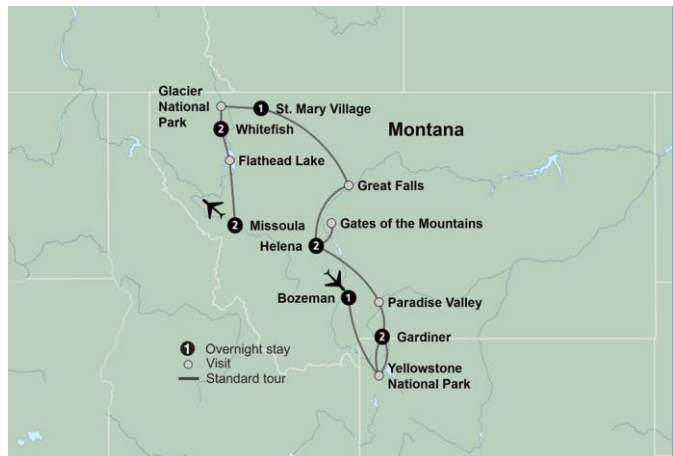 Glacier
National
Park
1 St. Mary Village
2 Whitefish
Montana
Flathead Lake
Great Falls
2 Missoula
Gates of the Mountains
Helena 2
Bozeman 1
Paradise Valley
2 Gardiner
Yellowstone
National Park
1 Overnight stay
Visit
Standard tour